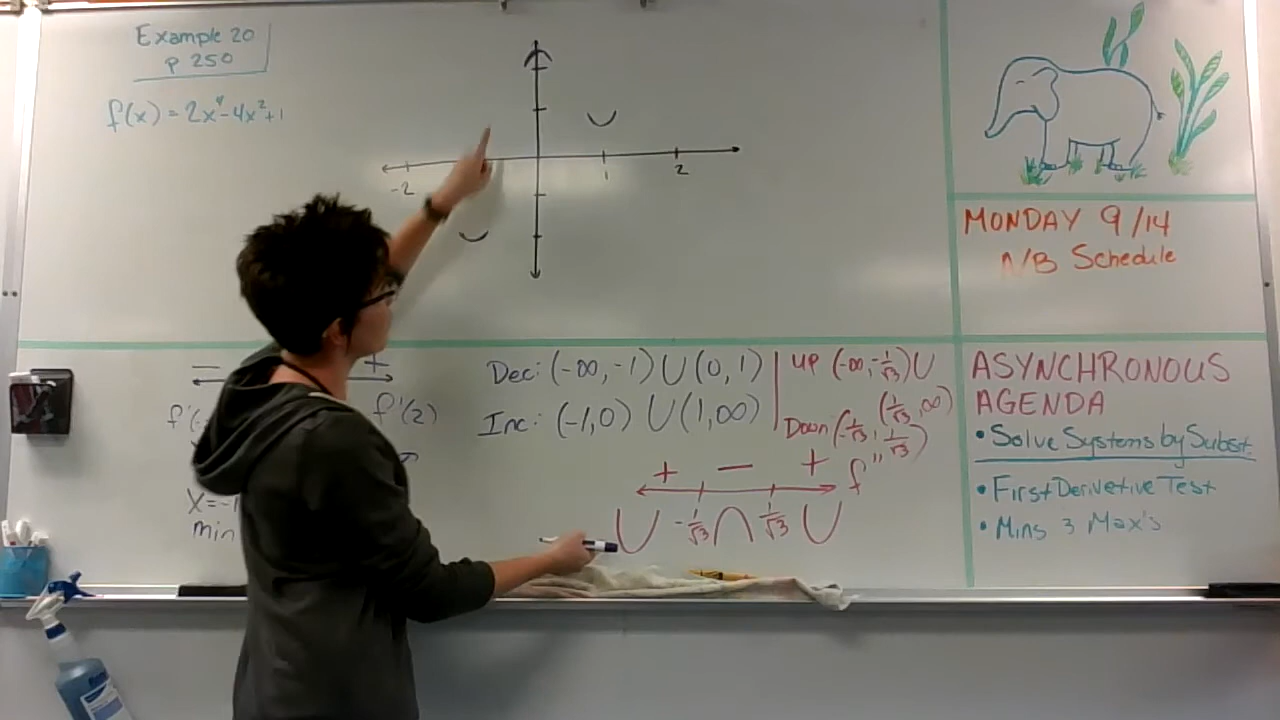 Example 20
p 250
f(x) = 2x⁴-4x²+1
-2
1
2
MONDAY 9/14
N/B Schedule
- +
f'(2)
X=-1
min
Dec: (-∞,-1) U (0, 1)
Inc: (-1,0) U (1,∞)
UP (-∞,-1/√3) U
(1/√3, ∞)
Down (-1/√3, 1/√3)
+ - + f"
-1/√3 1/√3
ASYNCHRONOUS
AGENDA
• Solve Systems by Subst.
• First Derivetive Test
• Mins & Max's